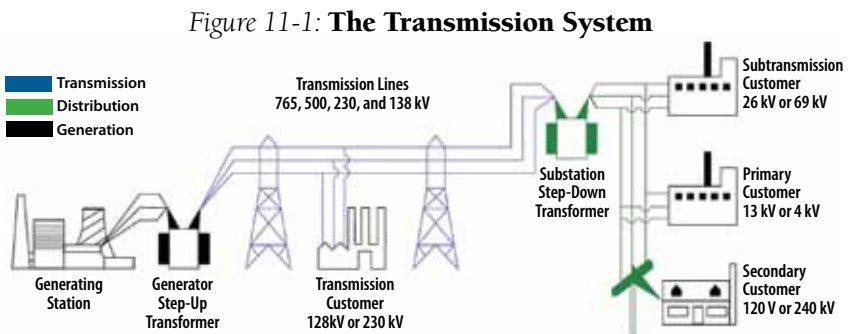 Figure 11-1: The Transmission System
Transmission
Distribution
Generation
Transmission Lines
765, 500, 230, and 138 kV
Subtransmission
Customer
26 kV or 69 kV
Substation
Step-Down
Transformer
Primary
Customer
13 kV or 4 kV
Generating
Station
Generator
Step-Up
Transformer
Transmission
Customer
128kV or 230 kV
Secondary
Customer
120 V or 240 kV